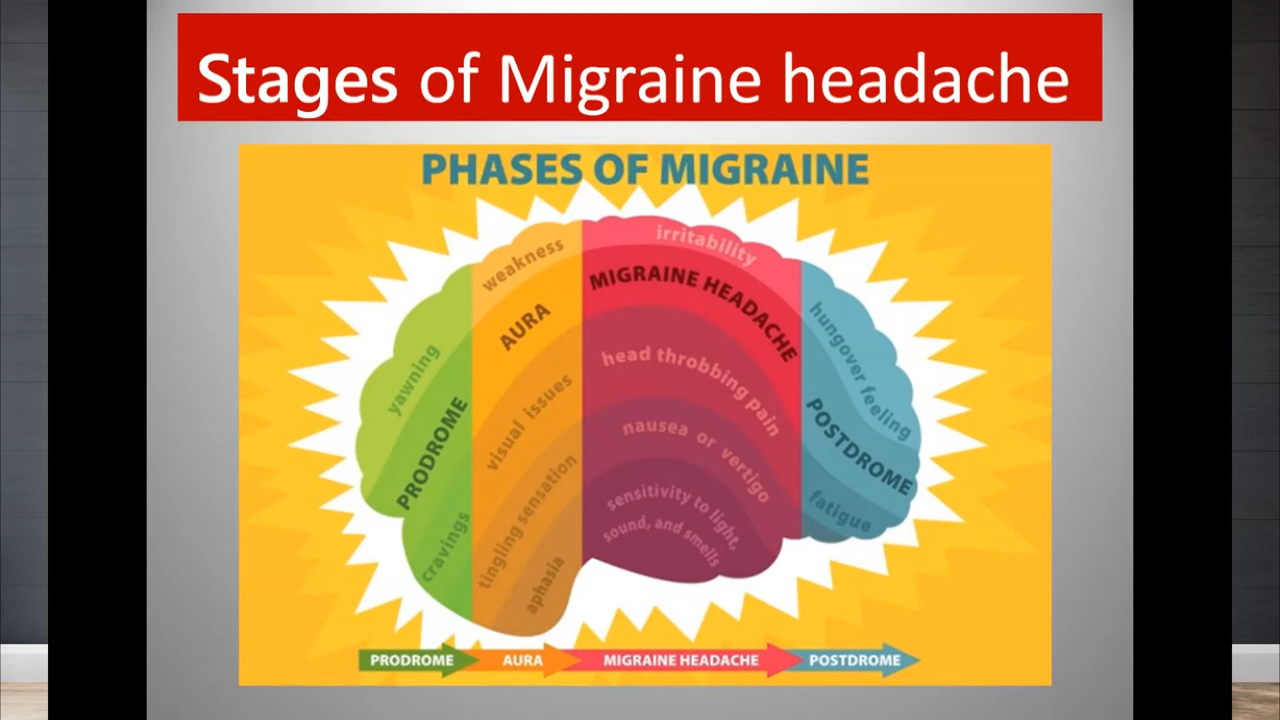 Stages of Migraine headache
PHASES OF MIGRAINE
yawning
PRODROME
cravings
weakness
AURA
visual issues
tingling sensation
aphasia
irritability
MIGRAINE HEADACHE
head throbbing pain
nausea or vertigo
sensitivity to light,
sound, and smells
hungover feeling
POSTDROME
fatigue
PRODROME AURA MIGRAINE HEADACHE POSTDROME